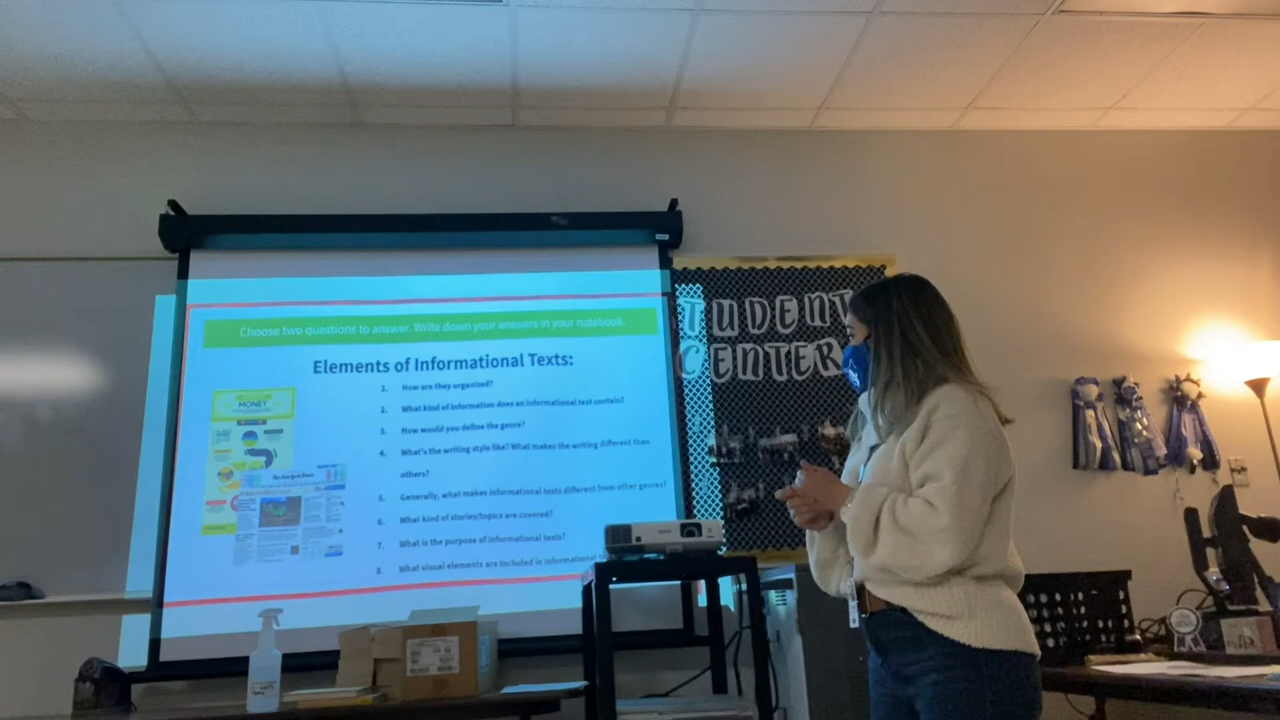 Choose two questions to answer. Write down your answers in your notebook.
Elements of Informational Texts:
1. How are they organized?
2. What kind of information does an informational text contain?
3. How would you define the genre?
4. What's the writing style like? What makes the writing different than
others?
5. Generally, what makes informational texts different from other genres?
6. What kind of stories/topics are covered?
7. What is the purpose of informational texts?
8. What visual elements are included in informational
MONEY
The New York Times
TUDENT
CENTER